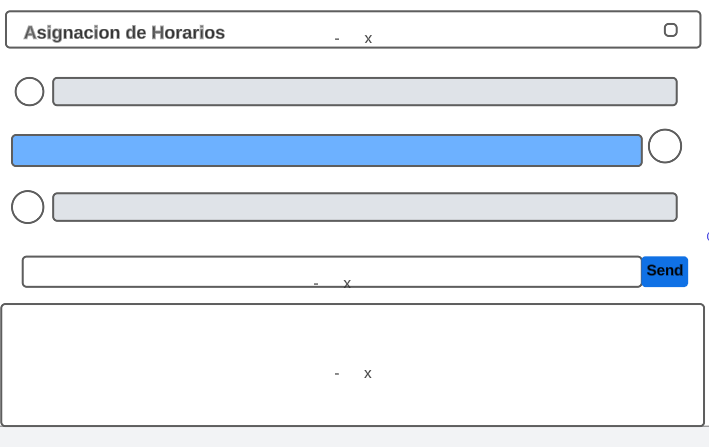 Asignacion de Horarios
- x
Send
- x
- x